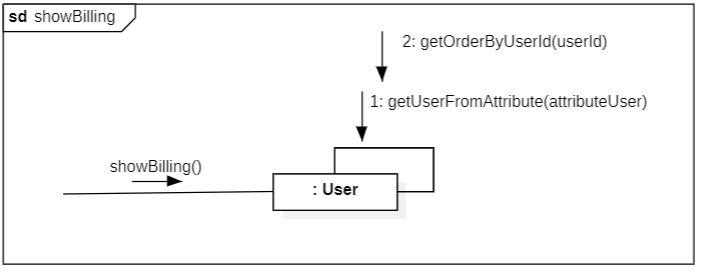 sd showBilling
2: getOrderByUserId(userId)
1: getUserFromAttribute(attributeUser)
showBilling()
: User